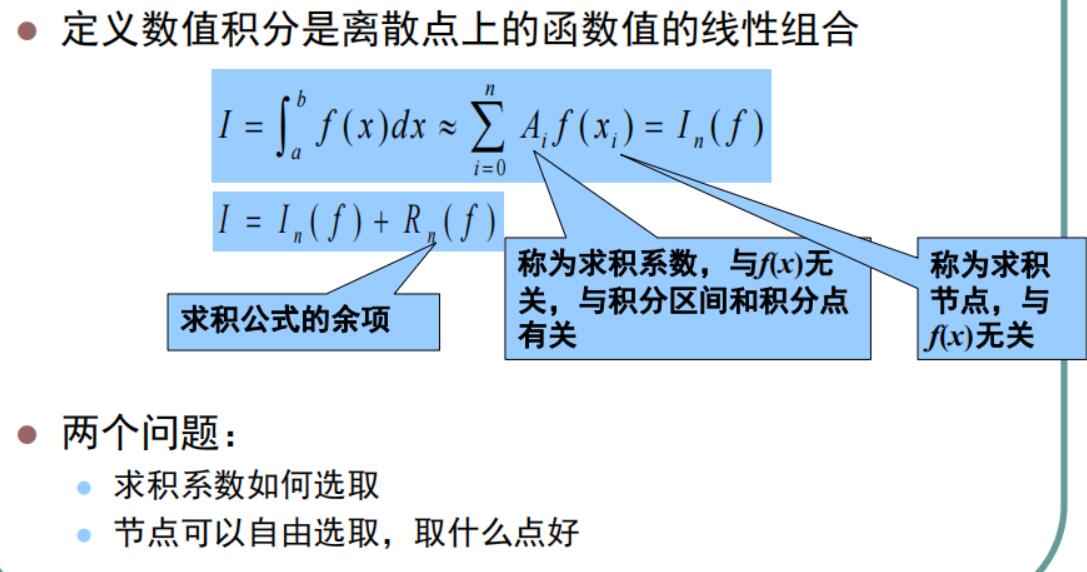 定义数值积分是离散点上的函数值的线性组合
I = ∫_a^b f(x)dx ≈ ∑_{i=0}^n A_i f(x_i) = I_n(f)
I = I_n(f) + R_n(f)
求积公式的余项
称为求积系数，与f(x)无
关，与积分区间和积分点
有关
称为求积
节点，与
f(x)无关
两个问题：
求积系数如何选取
节点可以自由选取，取什么点好